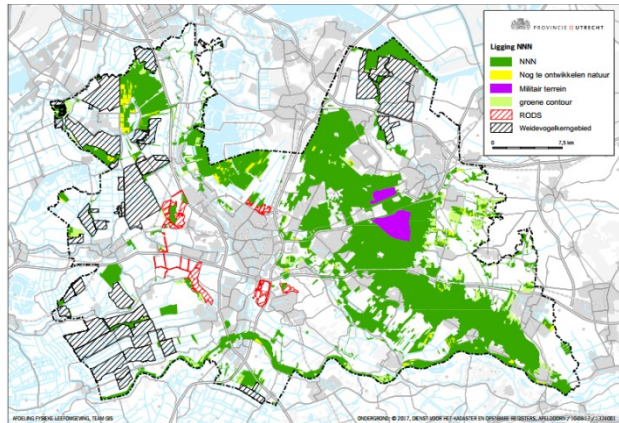 PROVINCIE UTRECHT
Ligging NNN
NNN
Nog te ontwikkelen natuur
Militair terrein
groene contour
RODS
Weidevogelkerngebied
0 7,5 km
AFDELING FYSIEKE LEEFOMGEVING, TEAM GIS
ONDERGROND: © 2017, DIENST VOOR HET KADASTER EN OPENBARE REGISTERS, APELDOORN